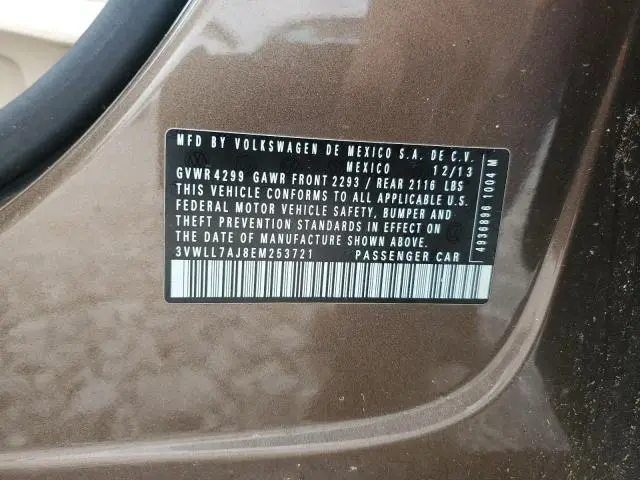 MFD BY VOLKSWAGEN DE MEXICO S.A. DE C.V.
MEXICO 12/13
GVWR 4299 GAWR FRONT 2293 / REAR 2116 LBS
THIS VEHICLE CONFORMS TO ALL APPLICABLE U.S.
FEDERAL MOTOR VEHICLE SAFETY, BUMPER AND
THEFT PREVENTION STANDARDS IN EFFECT ON
THE DATE OF MANUFACTURE SHOWN ABOVE.
3VWLL7AJ8EM253721 PASSENGER CAR
4936896 1004 M